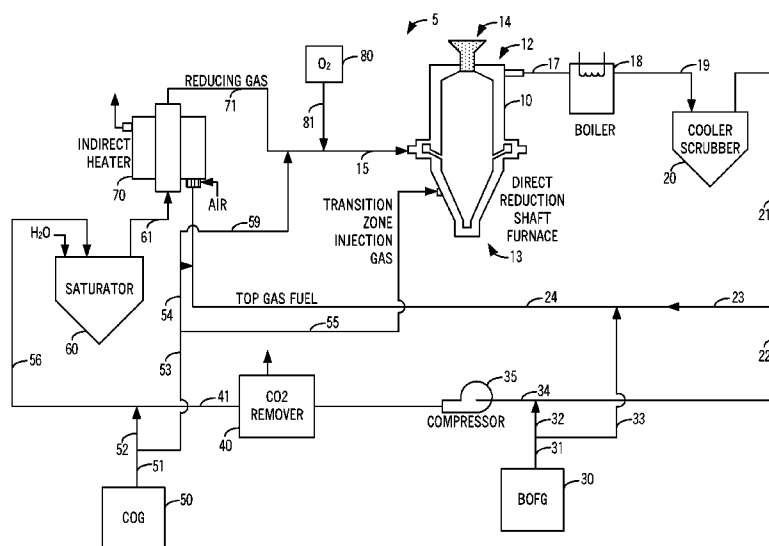 5
14
12
O₂
80
17
18
19
REDUCING GAS
71
10
81
BOILER
COOLER
SCRUBBER
INDIRECT
HEATER
15
20
70
AIR
TRANSITION
ZONE
INJECTION
GAS
DIRECT
REDUCTION
SHAFT
FURNACE
21
59
61
H₂O
13
SATURATOR
TOP GAS FUEL
24
23
54
60
55
22
56
53
35
34
41
CO2
REMOVER
COMPRESSOR
32
33
52
40
31
51
COG
50
BOFG
30